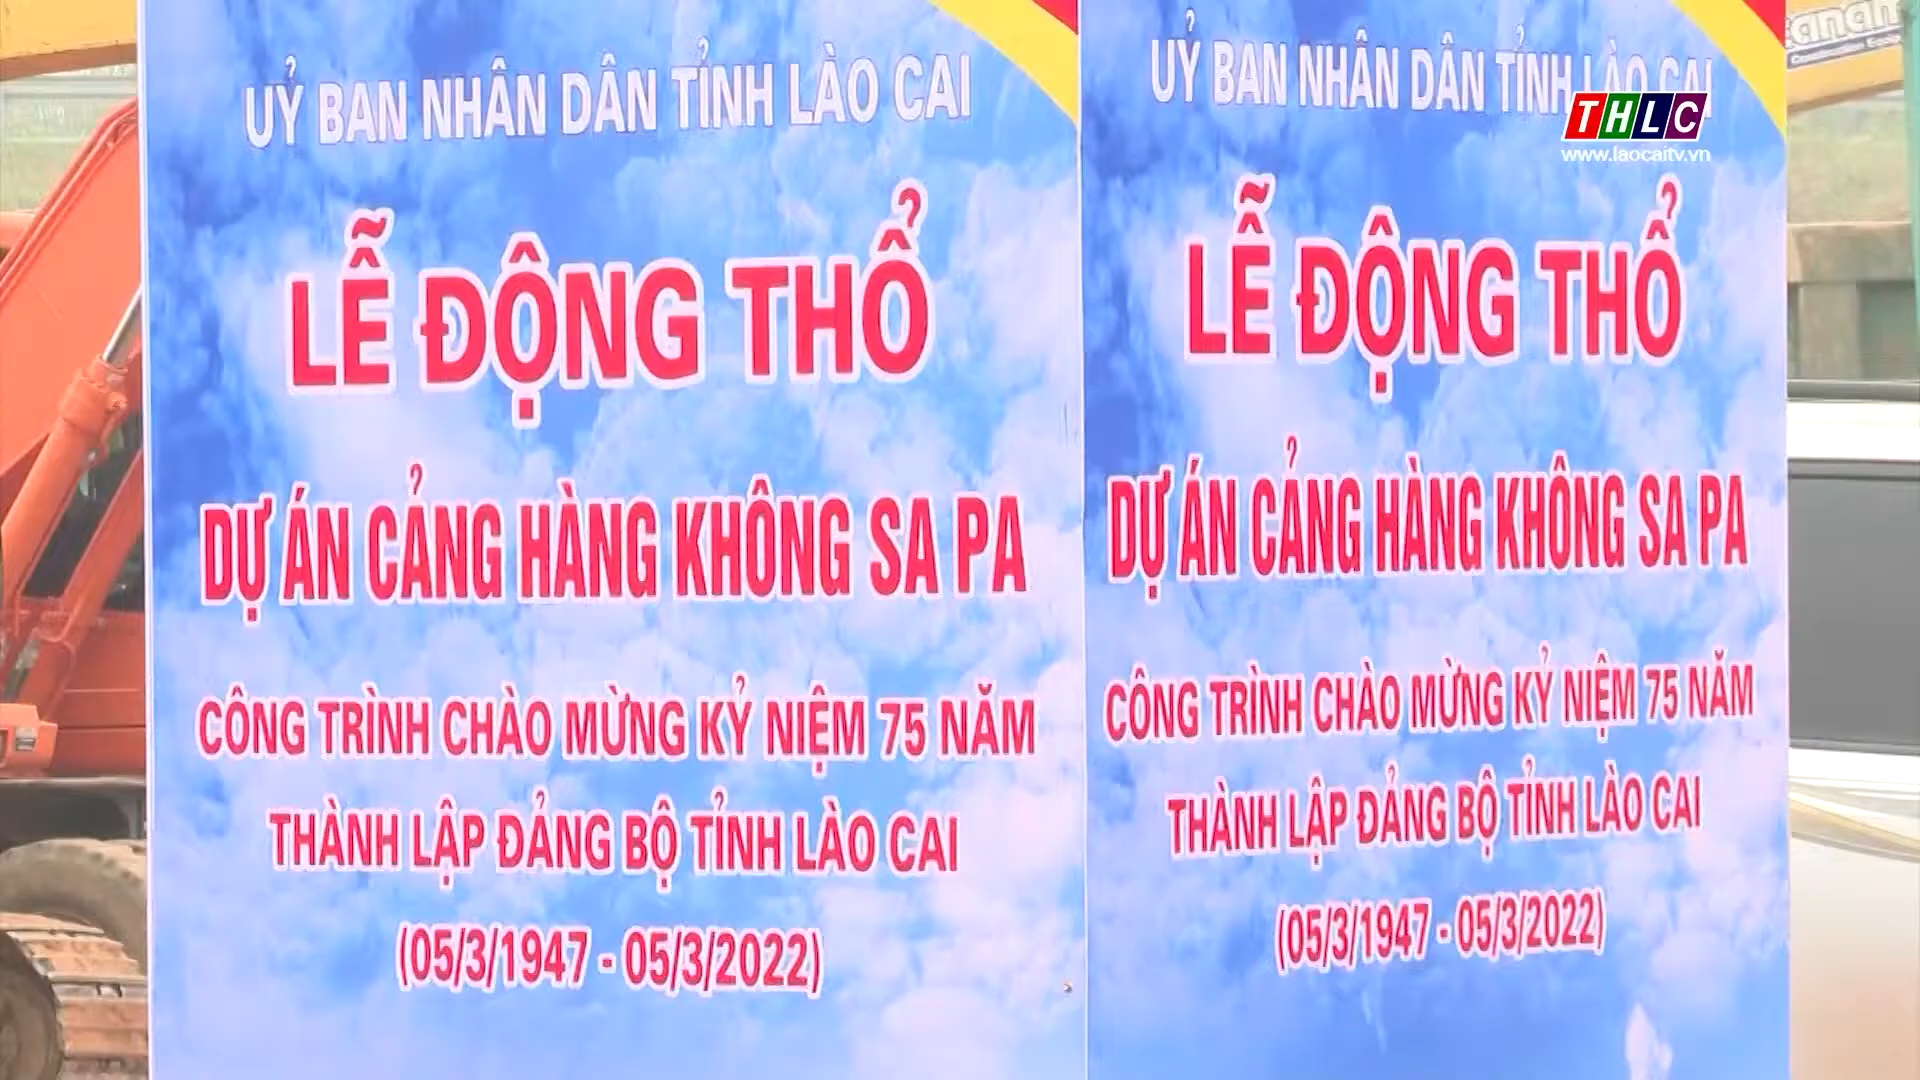 UỶ BAN NHÂN DÂN TỈNH LÀO CAI
LỄ ĐỘNG THỔ
DỰ ÁN CẢNG HÀNG KHÔNG SA PA
CÔNG TRÌNH CHÀO MỪNG KỶ NIỆM 75 NĂM
THÀNH LẬP ĐẢNG BỘ TỈNH LÀO CAI
(05/3/1947 - 05/3/2022)
UỶ BAN NHÂN DÂN TỈNH LÀO CAI
LỄ ĐỘNG THỔ
DỰ ÁN CẢNG HÀNG KHÔNG SA PA
CÔNG TRÌNH CHÀO MỪNG KỶ NIỆM 75 NĂM
THÀNH LẬP ĐẢNG BỘ TỈNH LÀO CAI
(05/3/1947 - 05/3/2022)
THLC
www.laocaitv.vn